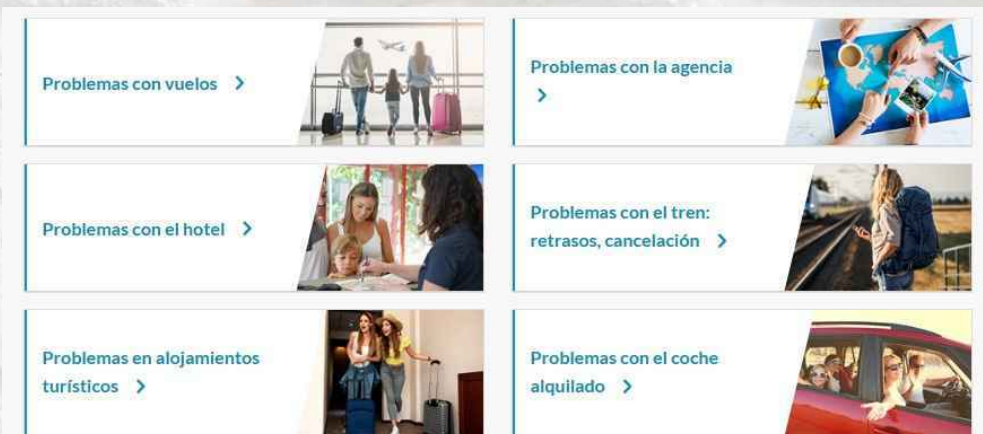 Problemas con vuelos
Problemas con la agencia
Problemas con el hotel
Problemas con el tren:
retrasos, cancelación
Problemas en alojamientos
turísticos
Problemas con el coche
alquilado